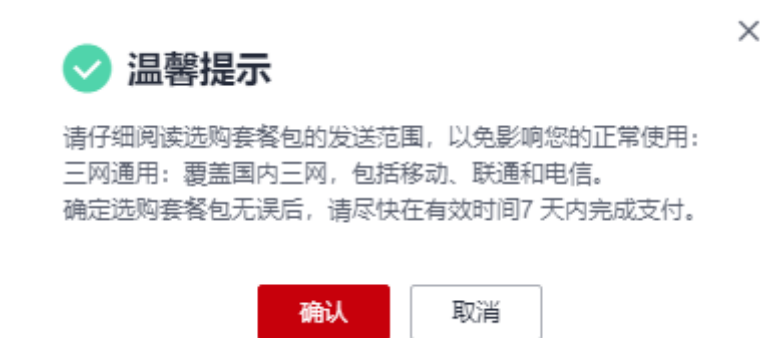 温馨提示
请仔细阅读选购套餐包的发送范围，以免影响您的正常使用：
三网通用：覆盖国内三网，包括移动、联通和电信。
确定选购套餐包无误后，请尽快在有效时间7 天内完成支付。
确认
取消